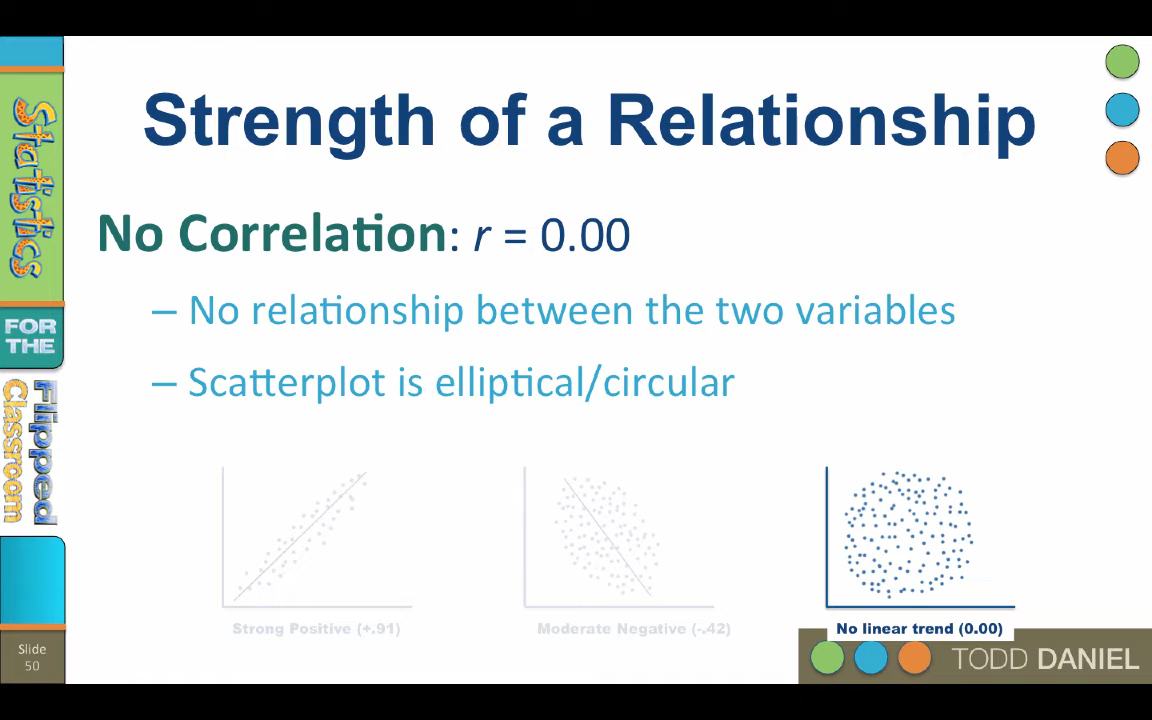 Strength of a Relationship
No Correlation: r = 0.00
– No relationship between the two variables
– Scatterplot is elliptical/circular
Strong Positive (+.91)
Moderate Negative (-.42)
No linear trend (0.00)
Statistics
FOR
THE
Flipped
Classroom
Slide
50
TODD DANIEL